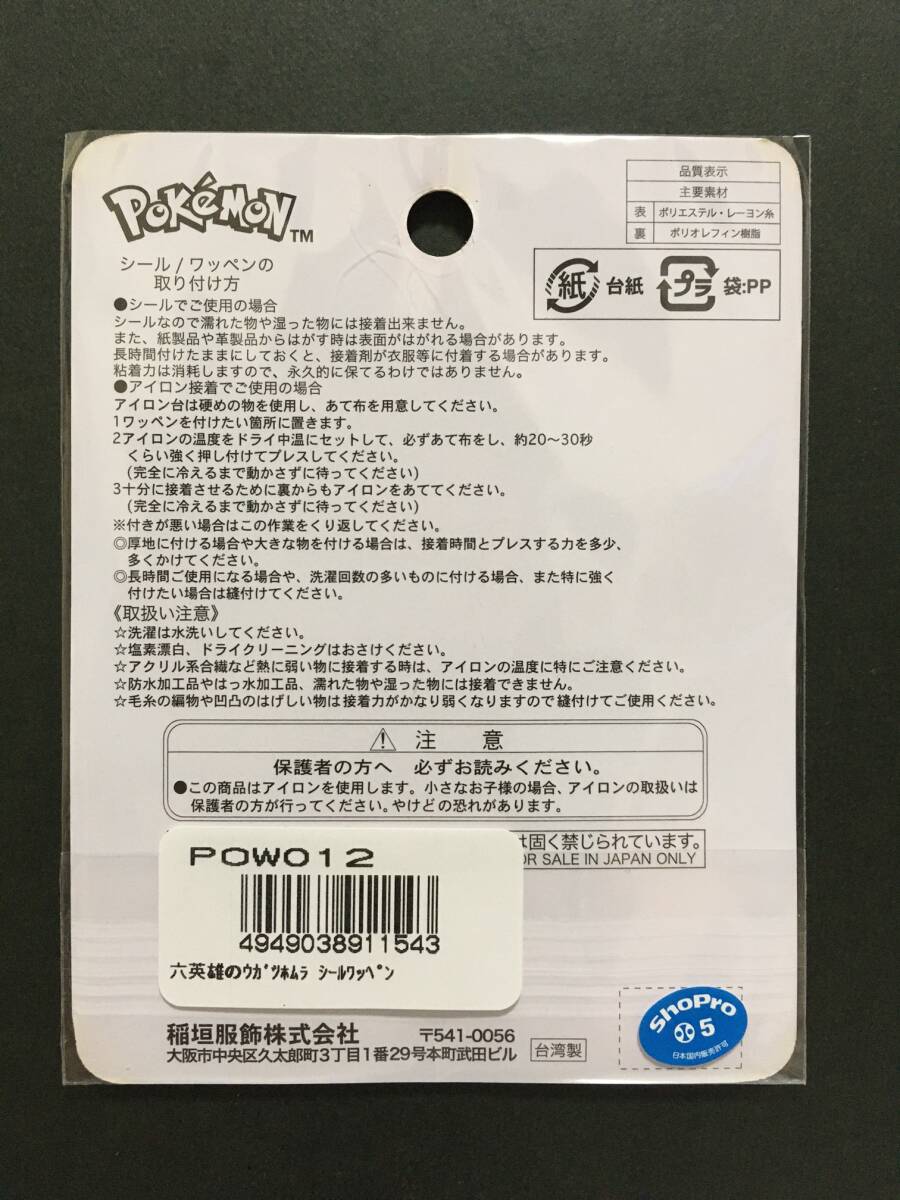 POKéMON TM
シール / ワッペンの
取り付け方
品質表示
主要素材
表 ポリエステル・レーヨン糸
裏 ポリオレフィン樹脂
紙 台紙 プラ 袋:PP
●シールでご使用の場合
シールなので濡れた物や湿った物には接着出来ません。
また、紙製品や革製品からはがす時は表面がはがれる場合があります。
長時間付けたままにしておくと、接着剤が衣服等に付着する場合があります。
粘着力は消耗しますので、永久的に保てるわけではありません。
●アイロン接着でご使用の場合
アイロン台は硬めの物を使用し、あて布を用意してください。
1ワッペンを付けたい箇所に置きます。
2アイロンの温度をドライ中温にセットして、必ずあて布をし、約20〜30秒
くらい強く押し付けてプレスしてください。
(完全に冷えるまで動かさずに待ってください)
3十分に接着させるために裏からもアイロンをあててください。
(完全に冷えるまで動かさずに待ってください)
※付きが悪い場合はこの作業をくり返してください。
◎厚地に付ける場合や大きな物を付ける場合は、接着時間とプレスする力を多少、
多くかけてください。
◎長時間ご使用になる場合や、洗濯回数の多いものに付ける場合、また特に強く
付けたい場合は縫付けてください。
《取扱い注意》
☆洗濯は水洗いしてください。
☆塩素漂白、ドライクリーニングはおさけください。
☆アクリル系合繊など熱に弱い物に接着する時は、アイロンの温度に特にご注意ください。
☆防水加工品やはっ水加工品、濡れた物や湿った物には接着できません。
☆毛糸の編物や凹凸のはげしい物は接着力がかなり弱くなりますので縫付けてご使用ください。
注 意
保護者の方へ 必ずお読みください。
●この商品はアイロンを使用します。小さなお子様の場合、アイロンの取扱いは
保護者の方が行ってください。やけどの恐れがあります。
は固く禁じられています。
OR SALE IN JAPAN ONLY
POW012
4949038911543
六英雄のウガツホムラ シールワッペン
稲垣服飾株式会社 〒541-0056
大阪市中央区久太郎町3丁目1番29号本町武田ビル 台湾製
ShoPro
5
日本国内販売許可